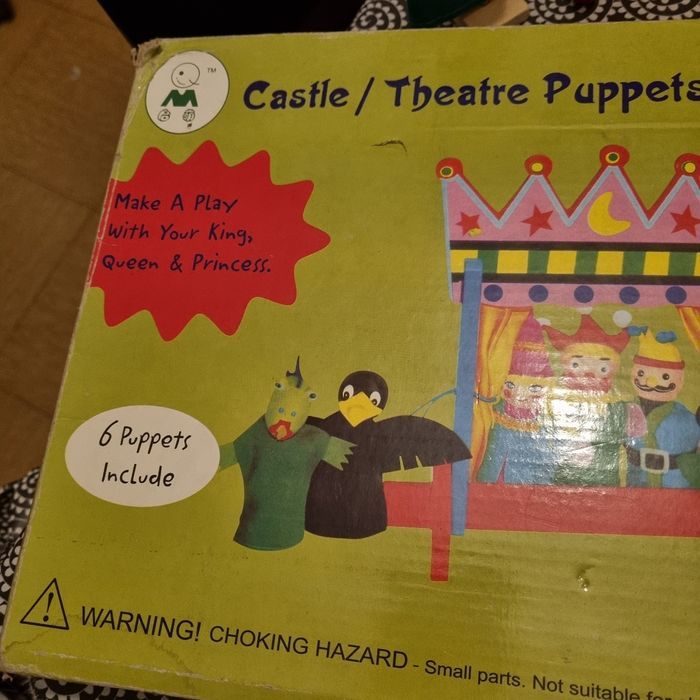 TM
Castle / Theatre Puppets
Make A Play
With Your King,
Queen & Princess.
6 Puppets
Include
WARNING! CHOKING HAZARD - Small parts. Not suitable